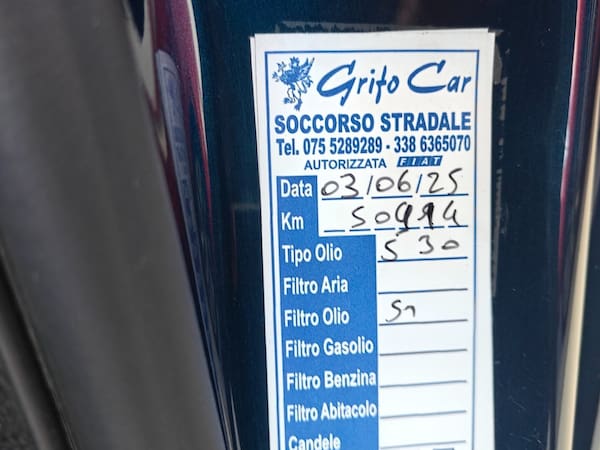 Grifo Car
SOCCORSO STRADALE
Tel. 075 5289289 - 338 6365070
AUTORIZZATA FIAT
Data 03/06/25
Km
Tipo Olio 5 30
Filtro Aria
Filtro Olio Si
Filtro Gasolio
Filtro Benzina
Filtro Abitacolo
Candele